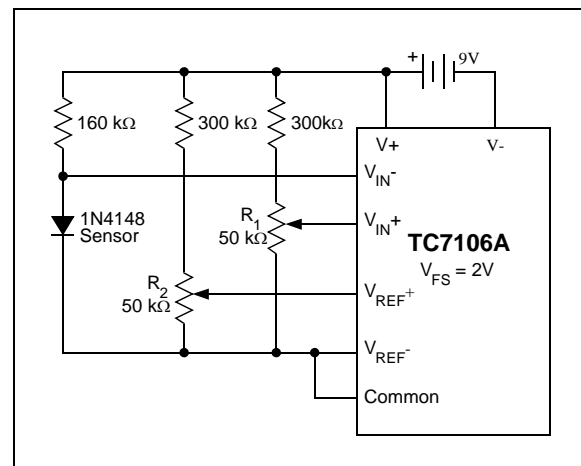 + 9V
160 kΩ
300 kΩ
300kΩ
V+
V-
V_IN-
1N4148
Sensor
R_1
50 kΩ
V_IN+
TC7106A
V_FS = 2V
R_2
50 kΩ
V_REF+
V_REF-
Common